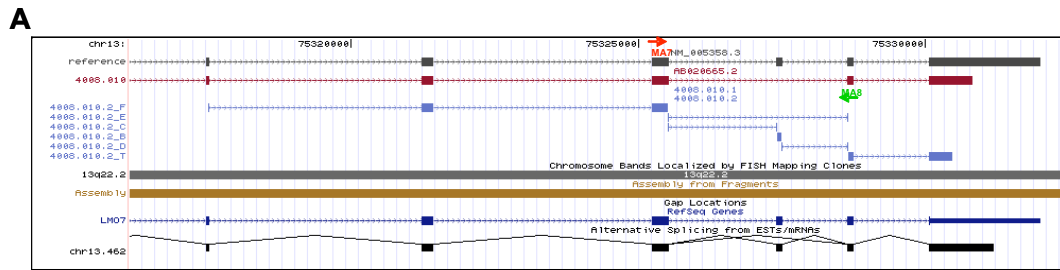 A
chr13: 75320000| 75325000| 75330000|
MA7 NM_005358.3
reference
AB020665.2
4008.010
4008.010.1
4008.010.2
MA8
4008.010.2_F
4008.010.2_E
4008.010.2_C
4008.010.2_B
4008.010.2_D
4008.010.2_T
Chromosome Bands Localized by FISH Mapping Clones
13q22.2 13q22.2
Assembly from Fragments
Assembly
Gap Locations
RefSeq Genes
LMO7
Alternative Splicing from ESTs/mRNAs
chr13.462